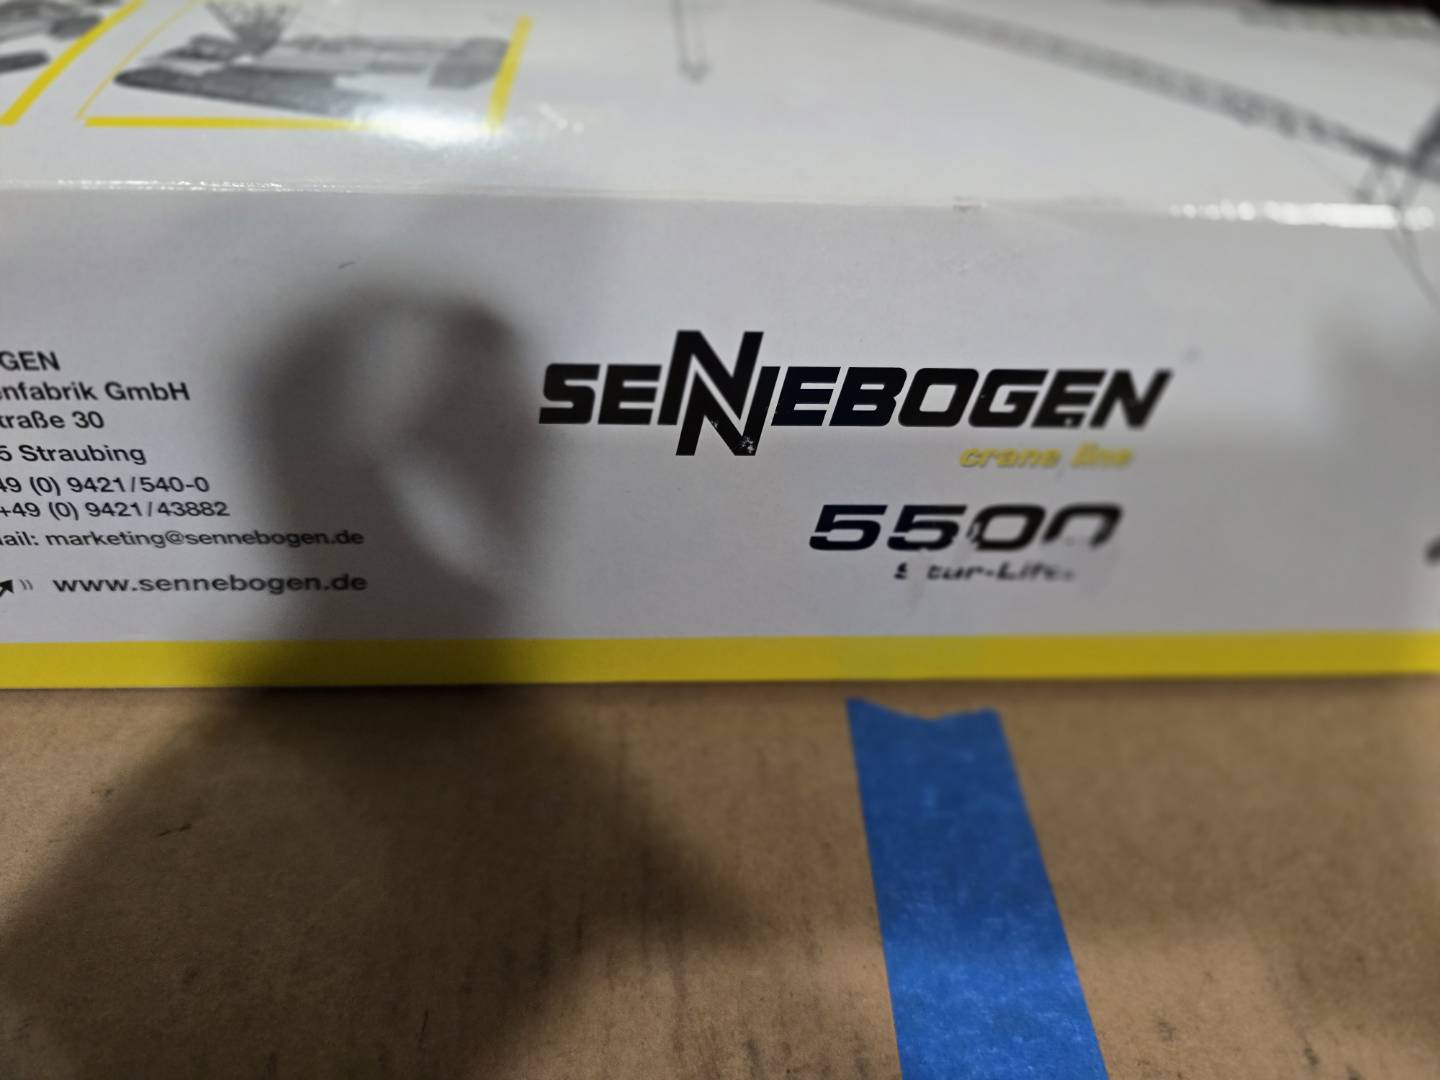 GEN
nfabrik GmbH
traße 30
5 Straubing
49 (0) 9421/540-0
+49 (0) 9421/43882
ail: marketing@sennebogen.de
www.sennebogen.de
SENNEBOGEN
crane line
5500